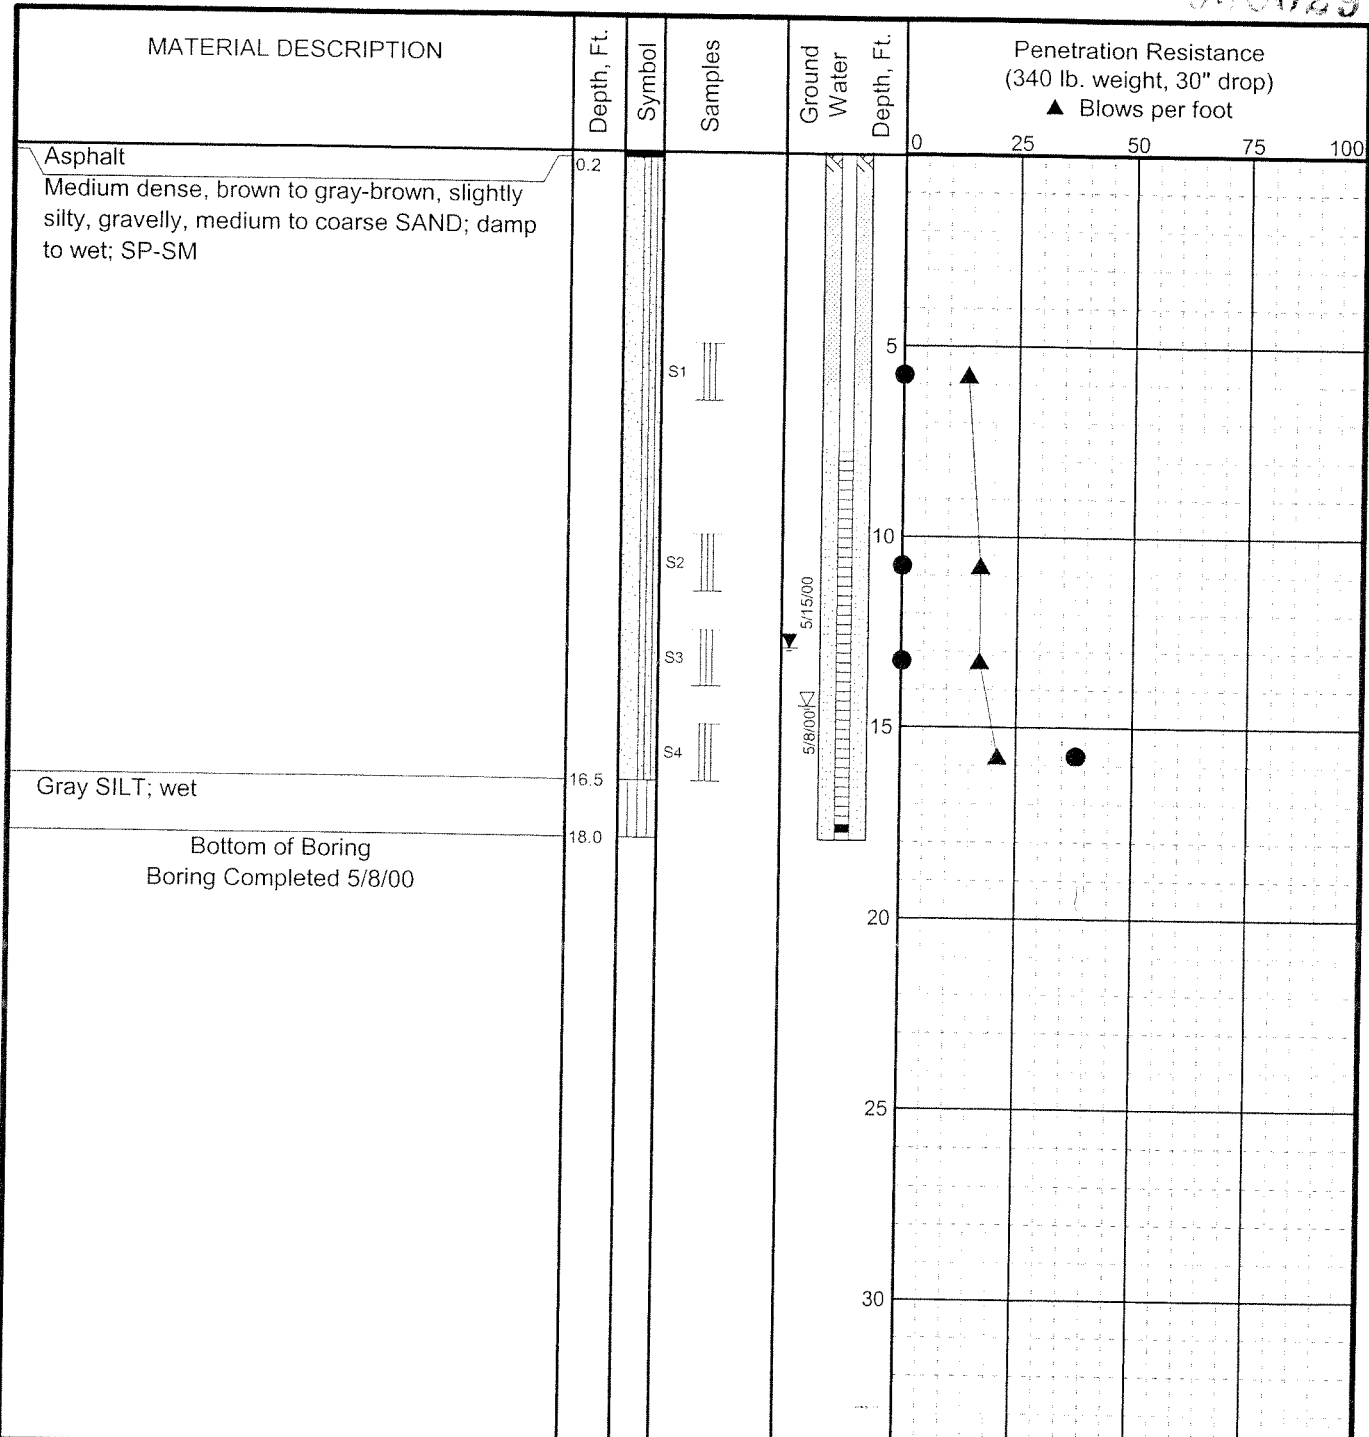 MATERIAL DESCRIPTION
Depth, Ft.
Symbol
Samples
Ground
Water
Depth, Ft.
Penetration Resistance
(340 lb. weight, 30" drop)
▲ Blows per foot
0 25 50 75 100
Asphalt
0.2
Medium dense, brown to gray-brown, slightly
silty, gravelly, medium to coarse SAND; damp
to wet; SP-SM
5
S1
10
S2
5/15/00
S3
5/8/00
15
S4
16.5
Gray SILT; wet
18.0
Bottom of Boring
Boring Completed 5/8/00
20
25
30